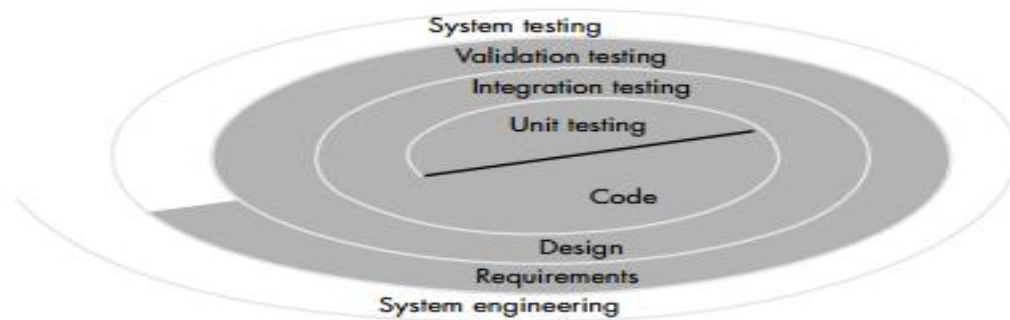 System testing
Validation testing
Integration testing
Unit testing
Code
Design
Requirements
System engineering